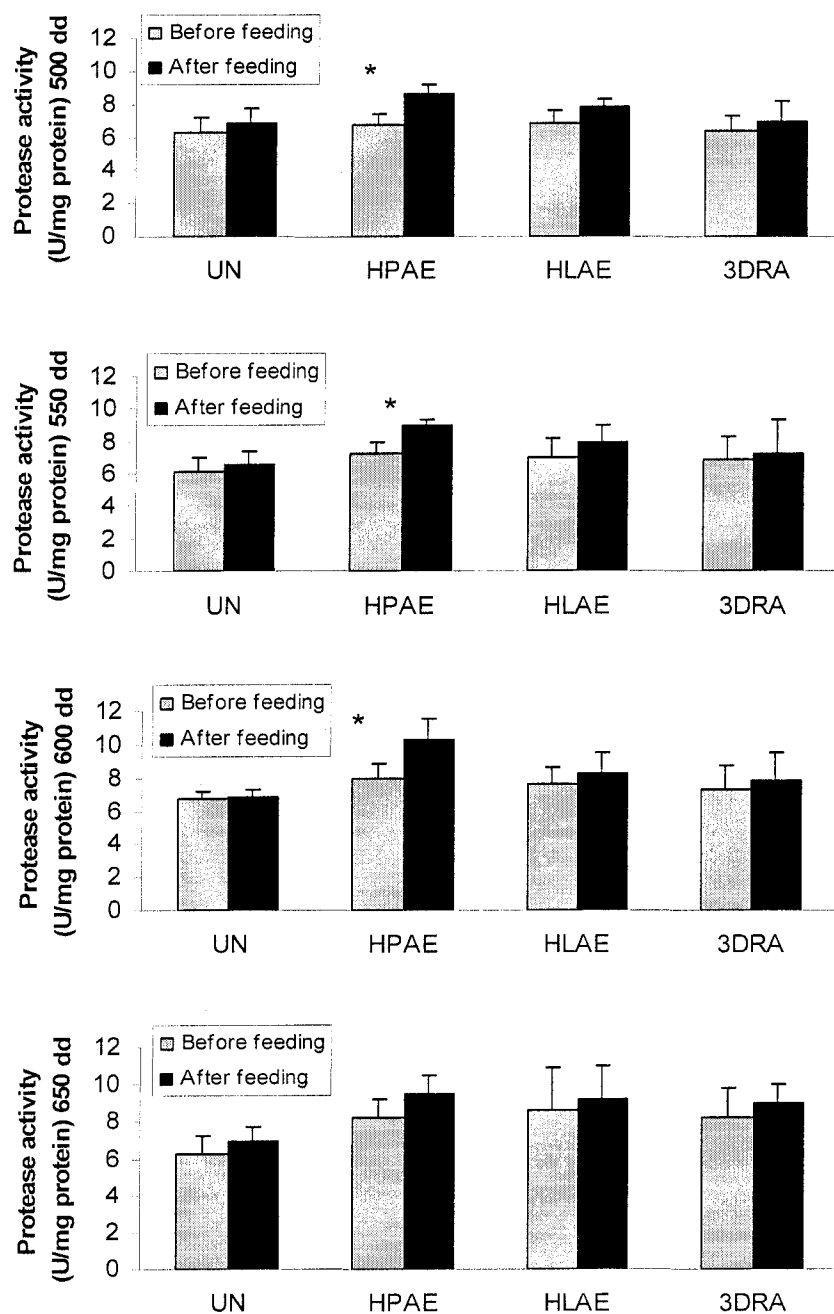 Protease activity
(U/mg protein) 500 dd
12
10
8
6
4
2
0
Before feeding
After feeding
*
UN HPAE HLAE 3DRA
Protease activity
(U/mg protein) 550 dd
12
10
8
6
4
2
0
Before feeding
After feeding
*
UN HPAE HLAE 3DRA
Protease activity
(U/mg protein) 600 dd
12
10
8
6
4
2
0
Before feeding
After feeding
*
UN HPAE HLAE 3DRA
Protease activity
(U/mg protein) 650 dd
12
10
8
6
4
2
0
Before feeding
After feeding
UN HPAE HLAE 3DRA